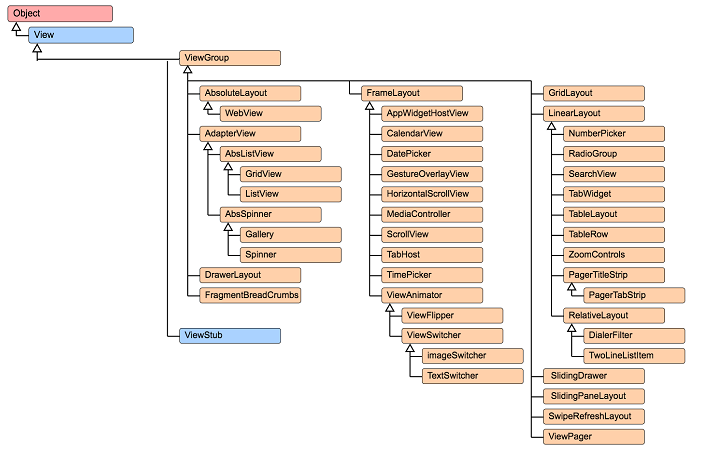 Object
View
ViewGroup
AbsoluteLayout
WebView
AdapterView
AbsListView
GridView
ListView
AbsSpinner
Gallery
Spinner
DrawerLayout
FragmentBreadCrumbs
ViewStub
FrameLayout
AppWidgetHostView
CalendarView
DatePicker
GestureOverlayView
HorizontalScrollView
MediaController
ScrollView
TabHost
TimePicker
ViewAnimator
ViewFlipper
ViewSwitcher
imageSwitcher
TextSwitcher
GridLayout
LinearLayout
NumberPicker
RadioGroup
SearchView
TabWidget
TableLayout
TableRow
ZoomControls
PagerTitleStrip
PagerTabStrip
RelativeLayout
DialerFilter
TwoLineListItem
SlidingDrawer
SlidingPaneLayout
SwipeRefreshLayout
ViewPager